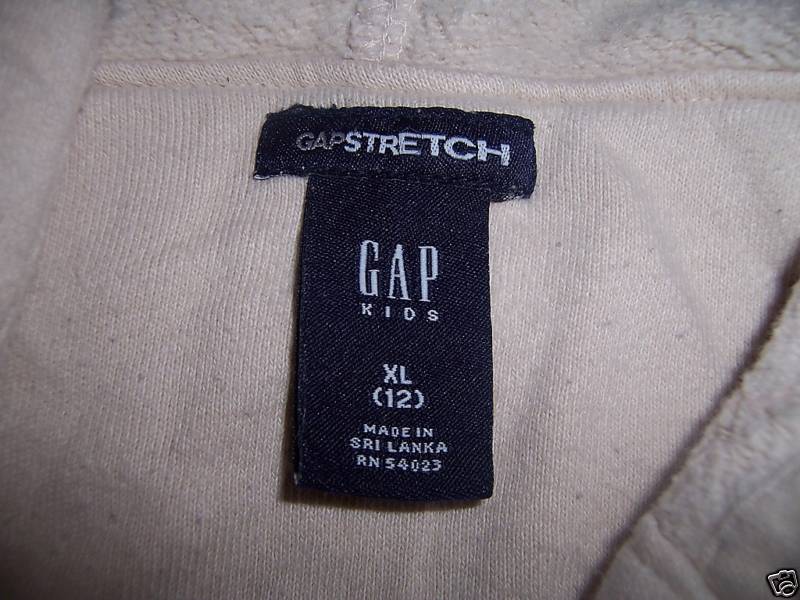 GAPSTRETCH
GAP
KIDS
XL
(12)
MADE IN
SRI LANKA
RN 54023